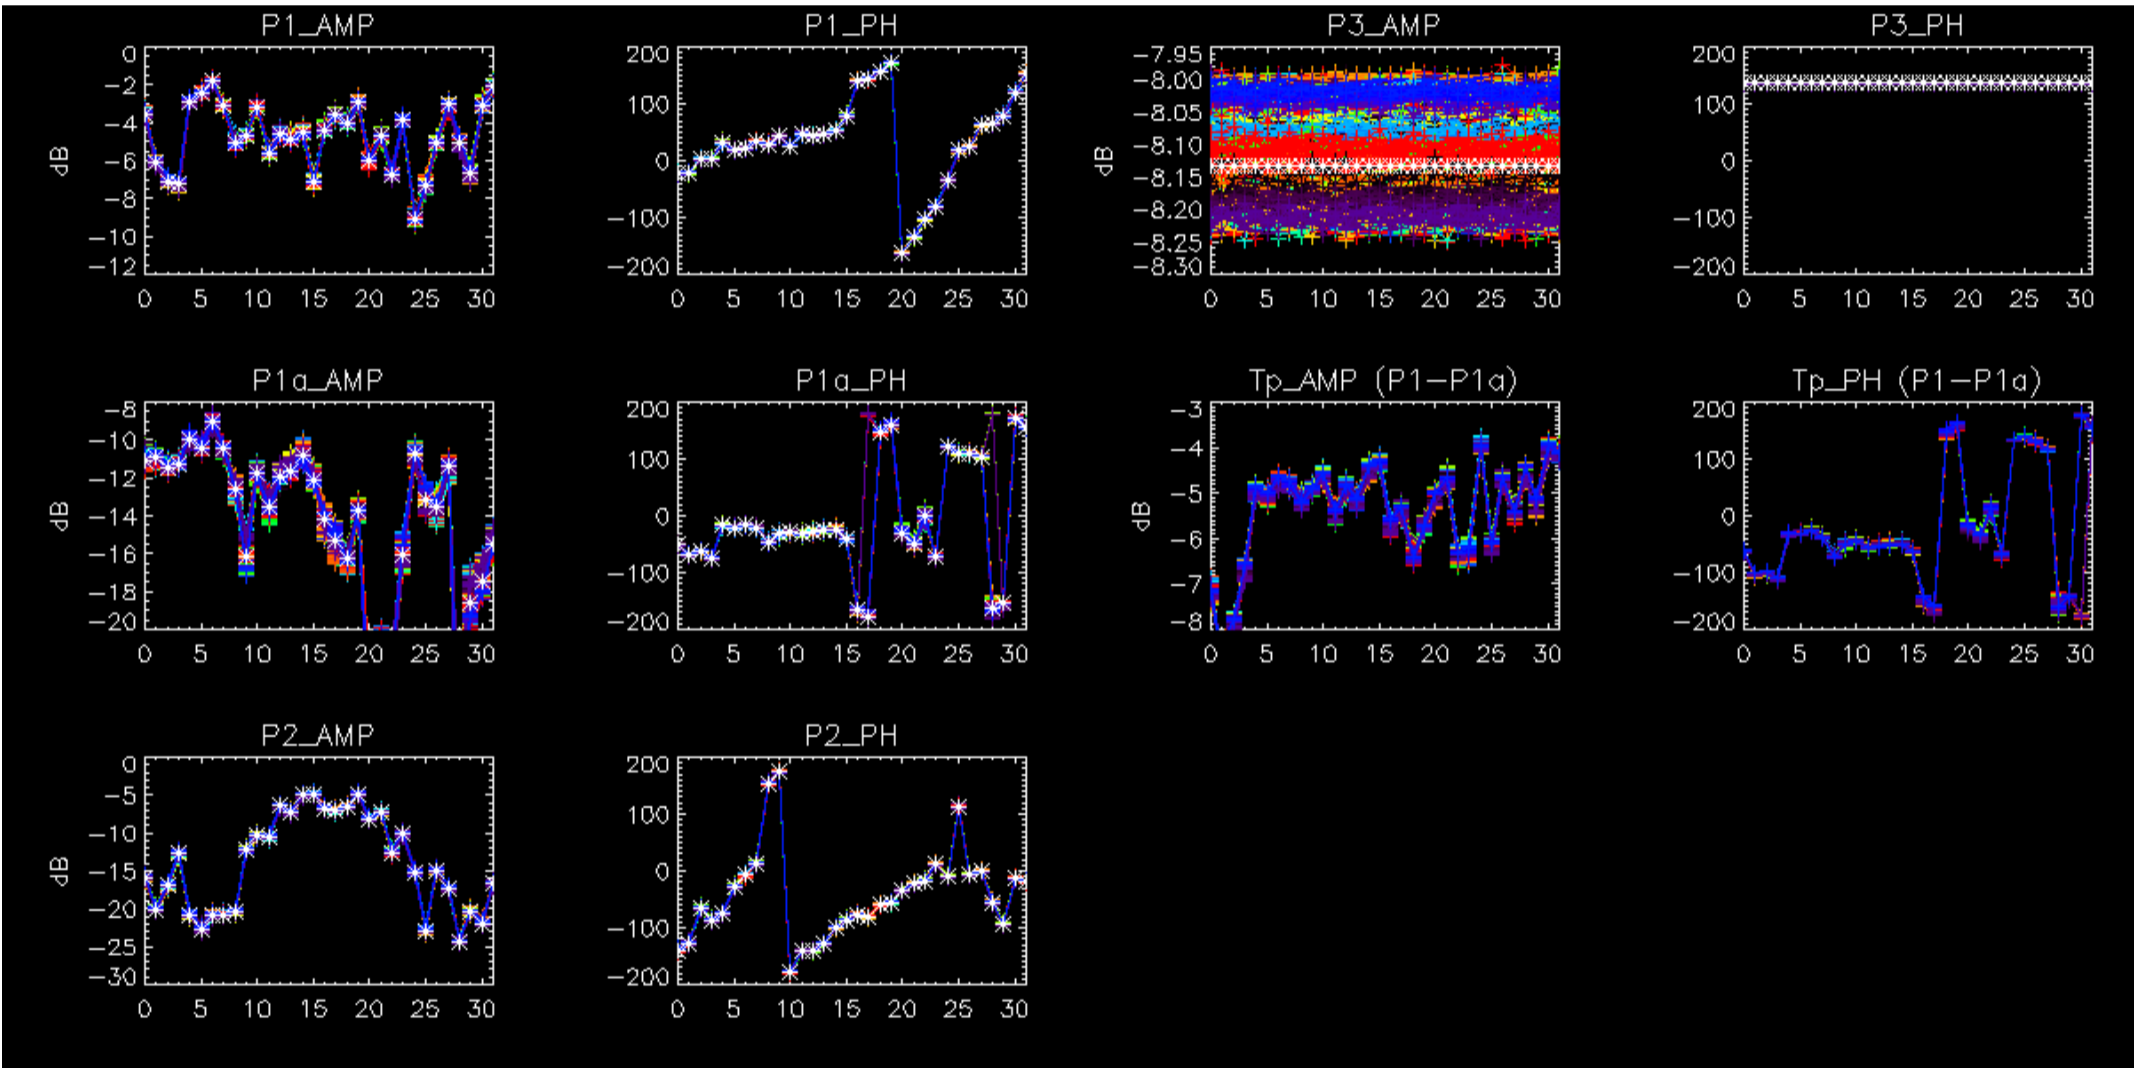 P1_AMP P1_PH P3_AMP P3_PH
0 200 -7.95 200
-2 100 -8.00 100
-4 0 -8.05 0
-6 -100 -8.10 -100
-8 -200 -8.15 -200
-10 -8.20
-12 -8.25
-8.30
dB dB
0 5 10 15 20 25 30 0 5 10 15 20 25 30 0 5 10 15 20 25 30 0 5 10 15 20 25 30
P1a_AMP P1a_PH Tp_AMP (P1-P1a) Tp_PH (P1-P1a)
-8 200 -3 200
-10 100 -4 100
-12 0 -5 0
-14 -100 -6 -100
-16 -200 -7 -200
-18 -8
-20
dB dB
0 5 10 15 20 25 30 0 5 10 15 20 25 30 0 5 10 15 20 25 30 0 5 10 15 20 25 30
P2_AMP P2_PH
0 200
-5 100
-10 0
-15 -100
-20 -200
-25
-30
dB
0 5 10 15 20 25 30 0 5 10 15 20 25 30